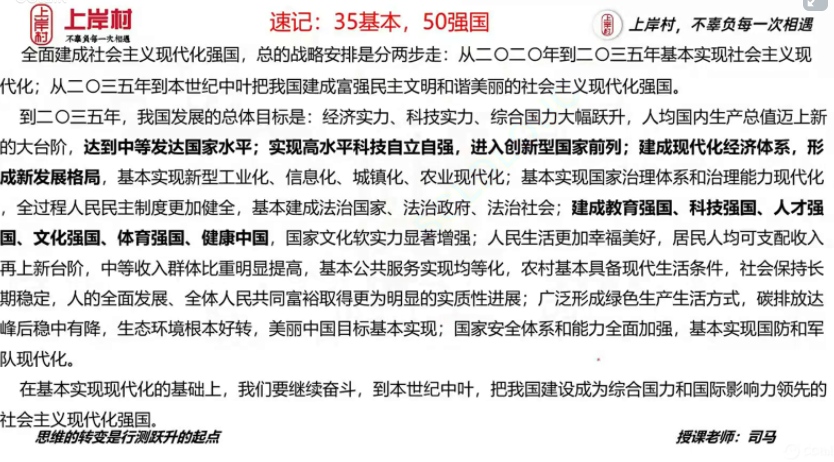 上岸村
上岸村
不辜负每一次相遇
速记：35基本，50强国
上岸村，不辜负每一次相遇
全面建成社会主义现代化强国，总的战略安排是分两步走：从二〇二〇年到二〇三五年基本实现社会主义现
代化；从二〇三五年到本世纪中叶把我国建成富强民主文明和谐美丽的社会主义现代化强国。
到二〇三五年，我国发展的总体目标是：经济实力、科技实力、综合国力大幅跃升，人均国内生产总值迈上新
的大台阶，达到中等发达国家水平；实现高水平科技自立自强，进入创新型国家前列；建成现代化经济体系，形
成新发展格局，基本实现新型工业化、信息化、城镇化、农业现代化；基本实现国家治理体系和治理能力现代化
，全过程人民民主制度更加健全，基本建成法治国家、法治政府、法治社会；建成教育强国、科技强国、人才强
国、文化强国、体育强国、健康中国，国家文化软实力显著增强；人民生活更加幸福美好，居民人均可支配收入
再上新台阶，中等收入群体比重明显提高，基本公共服务实现均等化，农村基本具备现代生活条件，社会保持长
期稳定，人的全面发展、全体人民共同富裕取得更为明显的实质性进展；广泛形成绿色生产生活方式，碳排放达
峰后稳中有降，生态环境根本好转，美丽中国目标基本实现；国家安全体系和能力全面加强，基本实现国防和军
队现代化。
在基本实现现代化的基础上，我们要继续奋斗，到本世纪中叶，把我国建设成为综合国力和国际影响力领先的
社会主义现代化强国。
思维的转变是行测跃升的起点
授课老师：司马